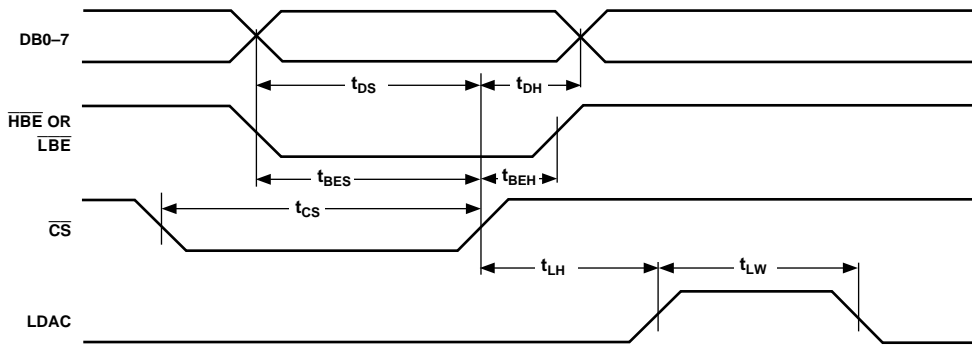 DB0–7
tDS
tDH
HBE OR
LBE
tBES
tBEH
tCS
CS
tLH
tLW
LDAC